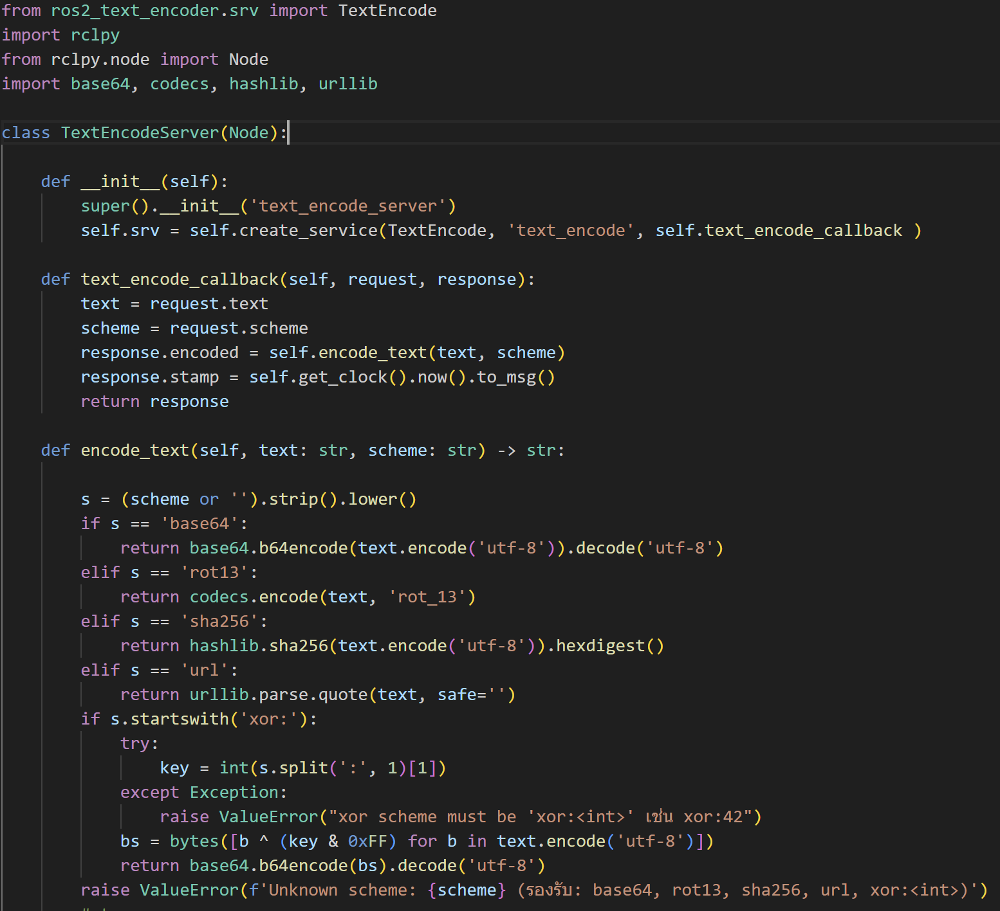 from ros2_text_encoder.srv import TextEncode
import rclpy
from rclpy.node import Node
import base64, codecs, hashlib, urllib
class TextEncodeServer(Node):
def __init__(self):
super().__init__('text_encode_server')
self.srv = self.create_service(TextEncode, 'text_encode', self.text_encode_callback )
def text_encode_callback(self, request, response):
text = request.text
scheme = request.scheme
response.encoded = self.encode_text(text, scheme)
response.stamp = self.get_clock().now().to_msg()
return response
def encode_text(self, text: str, scheme: str) -> str:
s = (scheme or '').strip().lower()
if s == 'base64':
return base64.b64encode(text.encode('utf-8')).decode('utf-8')
elif s == 'rot13':
return codecs.encode(text, 'rot_13')
elif s == 'sha256':
return hashlib.sha256(text.encode('utf-8')).hexdigest()
elif s == 'url':
return urllib.parse.quote(text, safe='')
if s.startswith('xor:'):
try:
key = int(s.split(':', 1)[1])
except Exception:
raise ValueError("xor scheme must be 'xor:<int>' เช่น xor:42")
bs = bytes([b ^ (key & 0xFF) for b in text.encode('utf-8')])
return base64.b64encode(bs).decode('utf-8')
raise ValueError(f'Unknown scheme: {scheme} (รองรับ: base64, rot13, sha256, url, xor:<int>)')